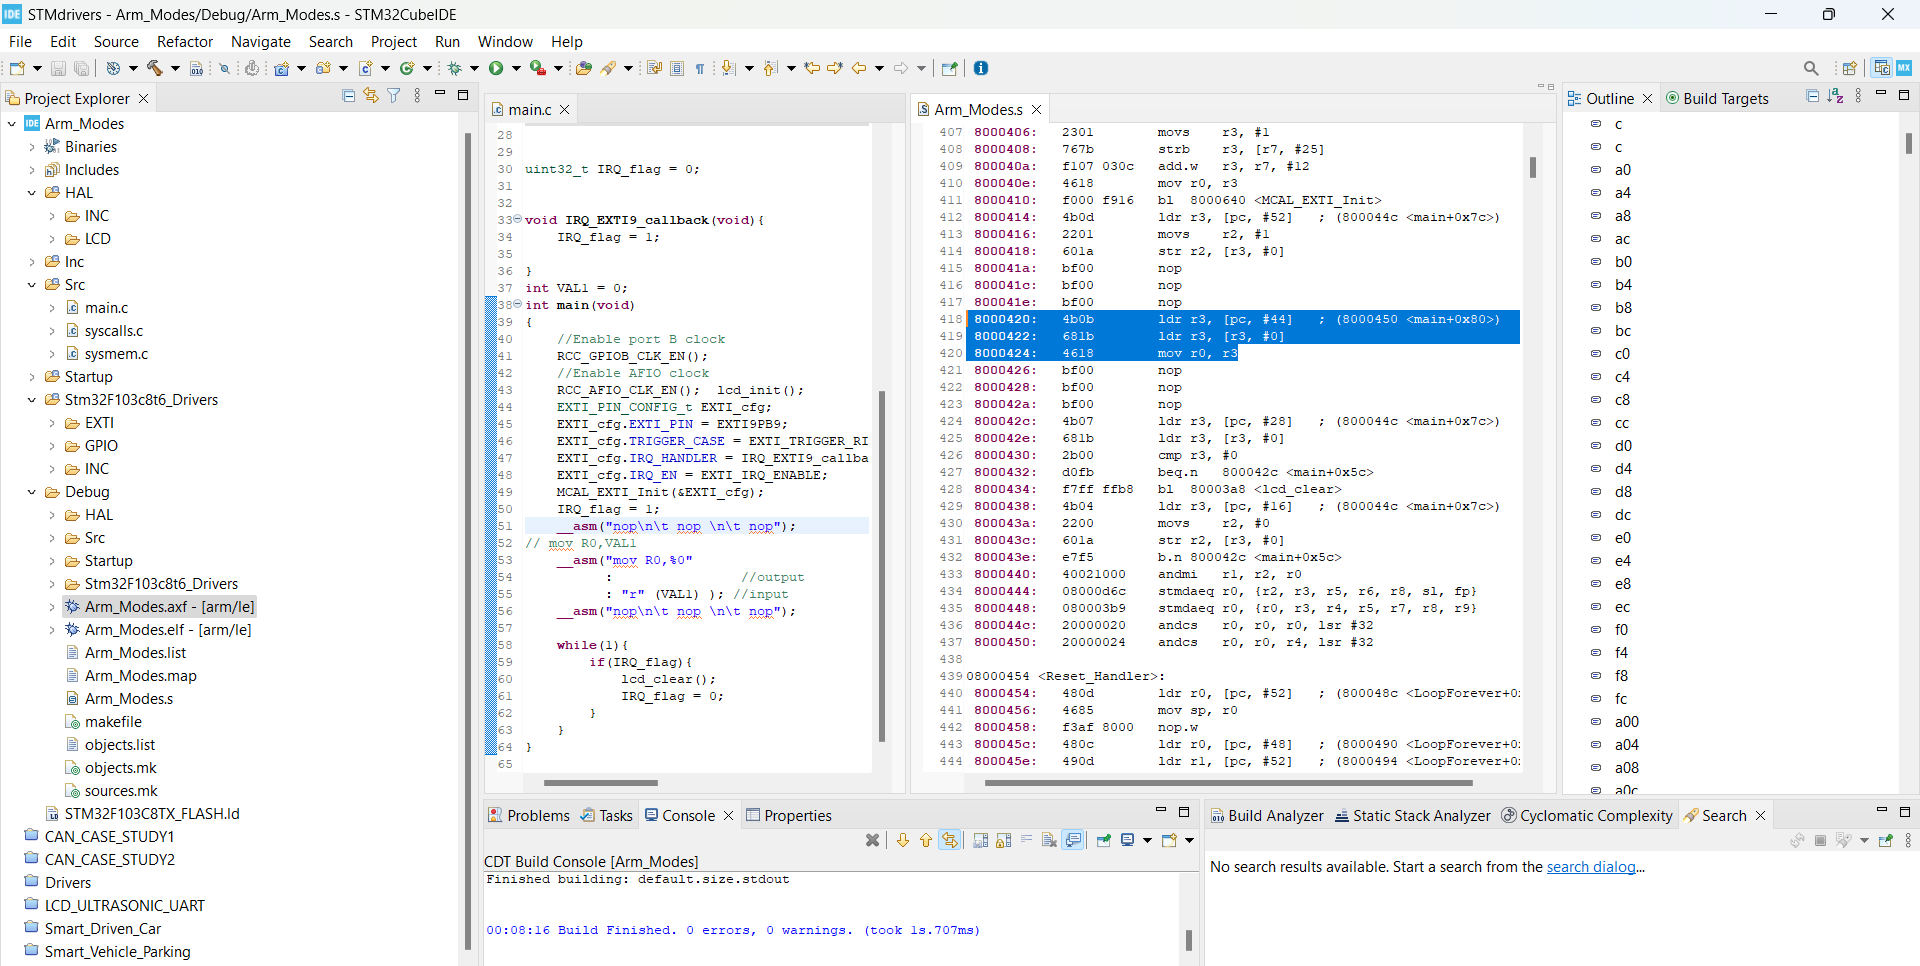 STMdrivers - Arm_Modes/Debug/Arm_Modes.s - STM32CubeIDE
File Edit Source Refactor Navigate Search Project Run Window Help
Project Explorer
Arm_Modes
Binaries
Includes
HAL
INC
LCD
Inc
Src
main.c
syscalls.c
sysmem.c
Startup
Stm32F103c8t6_Drivers
EXTI
GPIO
INC
Debug
HAL
Src
Startup
Stm32F103c8t6_Drivers
Arm_Modes.axf - [arm/le]
Arm_Modes.elf - [arm/le]
Arm_Modes.list
Arm_Modes.map
Arm_Modes.s
makefile
objects.list
objects.mk
sources.mk
STM32F103C8TX_FLASH.ld
CAN_CASE_STUDY1
CAN_CASE_STUDY2
Drivers
LCD_ULTRASONIC_UART
Smart_Driven_Car
Smart_Vehicle_Parking
main.c
28
29
30 uint32_t IRQ_flag = 0;
31
32
33 void IRQ_EXTI9_callback(void){
34 IRQ_flag = 1;
35
36 }
37 int VAL1 = 0;
38 int main(void)
39 {
40 //Enable port B clock
41 RCC_GPIOB_CLK_EN();
42 //Enable AFIO clock
43 RCC_AFIO_CLK_EN(); lcd_init();
44 EXTI_PIN_CONFIG_t EXTI_cfg;
45 EXTI_cfg.EXTI_PIN = EXTI9PB9;
46 EXTI_cfg.TRIGGER_CASE = EXTI_TRIGGER_RI
47 EXTI_cfg.IRQ_HANDLER = IRQ_EXTI9_callba
48 EXTI_cfg.IRQ_EN = EXTI_IRQ_ENABLE;
49 MCAL_EXTI_Init(&EXTI_cfg);
50 IRQ_flag = 1;
51 __asm("nop\n\t nop \n\t nop");
52 // mov R0,VAL1
53 __asm("mov R0,%0"
54 : //output
55 : "r" (VAL1) ); //input
56 __asm("nop\n\t nop \n\t nop");
57
58 while(1){
59 if(IRQ_flag){
60 lcd_clear();
61 IRQ_flag = 0;
62 }
63 }
64 }
65
Arm_Modes.s
407 8000406: 2301 movs r3, #1
408 8000408: 767b strb r3, [r7, #25]
409 800040a: f107 030c add.w r3, r7, #12
410 800040e: 4618 mov r0, r3
411 8000410: f000 f916 bl 8000640 <MCAL_EXTI_Init>
412 8000414: 4b0d ldr r3, [pc, #52] ; (800044c <main+0x7c>)
413 8000416: 2201 movs r2, #1
414 8000418: 601a str r2, [r3, #0]
415 800041a: bf00 nop
416 800041c: bf00 nop
417 800041e: bf00 nop
418 8000420: 4b0b ldr r3, [pc, #44] ; (8000450 <main+0x80>)
419 8000422: 681b ldr r3, [r3, #0]
420 8000424: 4618 mov r0, r3
421 8000426: bf00 nop
422 8000428: bf00 nop
423 800042a: bf00 nop
424 800042c: 4b07 ldr r3, [pc, #28] ; (800044c <main+0x7c>)
425 800042e: 681b ldr r3, [r3, #0]
426 8000430: 2b00 cmp r3, #0
427 8000432: d0fb beq.n 800042c <main+0x5c>
428 8000434: f7ff ffb8 bl 80003a8 <lcd_clear>
429 8000438: 4b04 ldr r3, [pc, #16] ; (800044c <main+0x7c>)
430 800043a: 2200 movs r2, #0
431 800043c: 601a str r2, [r3, #0]
432 800043e: e7f5 b.n 800042c <main+0x5c>
433 8000440: 40021000 andmi r1, r2, r0
434 8000444: 08000d6c stmdaeq r0, {r2, r3, r5, r6, r8, sl, fp}
435 8000448: 080003b9 stmdaeq r0, {r0, r3, r4, r5, r7, r8, r9}
436 800044c: 20000020 andcs r0, r0, r0, lsr #32
437 8000450: 20000024 andcs r0, r0, r4, lsr #32
438
439 08000454 <Reset_Handler>:
440 8000454: 480d ldr r0, [pc, #52] ; (800048c <LoopForever+0
441 8000456: 4685 mov sp, r0
442 8000458: f3af 8000 nop.w
443 800045c: 480c ldr r0, [pc, #48] ; (8000490 <LoopForever+0
444 800045e: 490d ldr r1, [pc, #52] ; (8000494 <LoopForever+0
Outline Build Targets
c
c
a0
a4
a8
ac
b0
b4
b8
bc
c0
c4
c8
cc
d0
d4
d8
dc
e0
e4
e8
ec
f0
f4
f8
fc
a00
a04
a08
a0c
Problems Tasks Console Properties
CDT Build Console [Arm_Modes]
Finished building: default.size.stdout
00:08:16 Build Finished. 0 errors, 0 warnings. (took 1s.707ms)
Build Analyzer Static Stack Analyzer Cyclomatic Complexity Search
No search results available. Start a search from the search dialog...